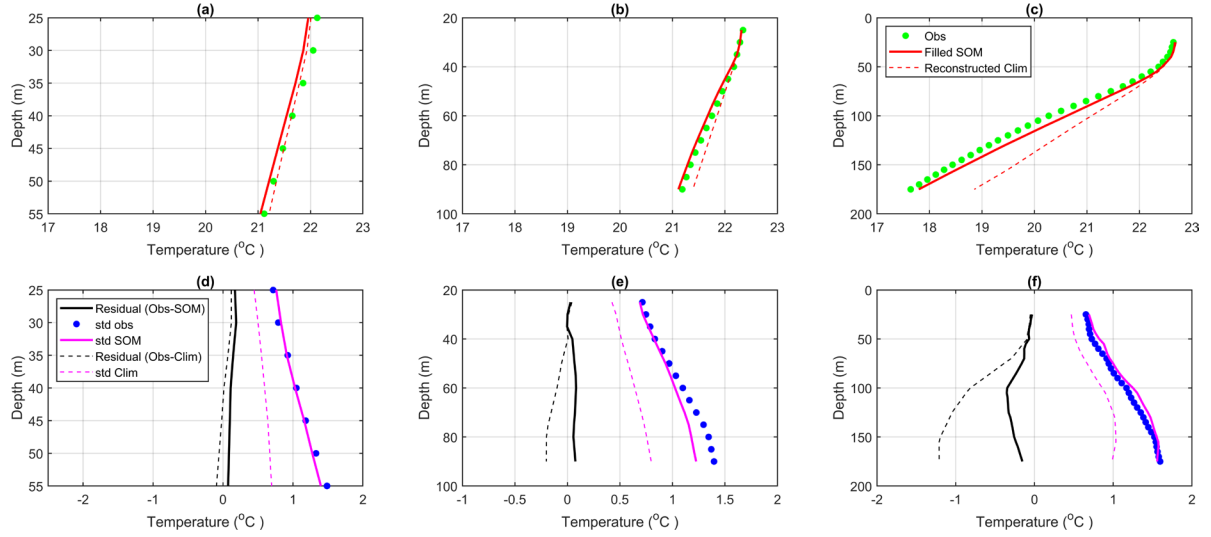 (a)
25
30
35
40
45
50
55
Depth (m)
17 18 19 20 21 22 23
Temperature (°C )
(b)
20
40
60
80
100
Depth (m)
17 18 19 20 21 22 23
Temperature (°C )
(c)
0
50
100
150
200
Depth (m)
Obs
Filled SOM
Reconstructed Clim
17 18 19 20 21 22 23
Temperature (°C )
(d)
25
30
35
40
45
50
55
Depth (m)
Residual (Obs-SOM)
std obs
std SOM
Residual (Obs-Clim)
std Clim
-2 -1 0 1 2
Temperature (°C )
(e)
0
20
40
60
80
100
Depth (m)
-1 -0.5 0 0.5 1 1.5 2
Temperature (°C )
(f)
0
50
100
150
200
Depth (m)
-2 -1 0 1 2
Temperature (°C )